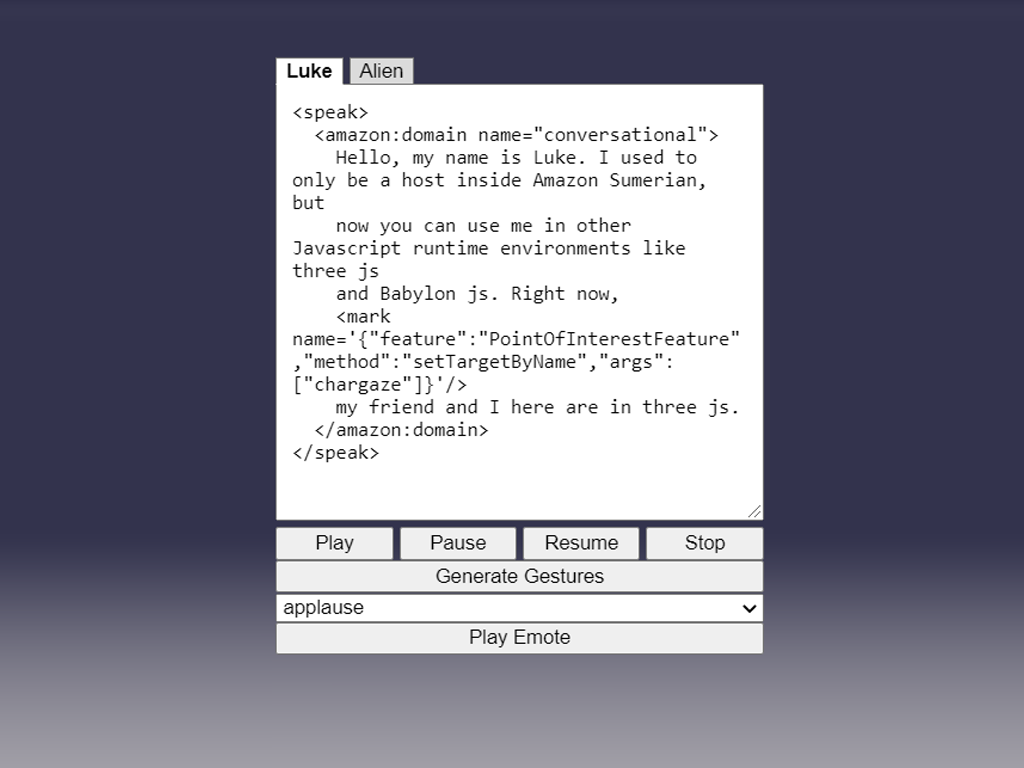 Luke Alien
<speak>
  <amazon:domain name="conversational">
    Hello, my name is Luke. I used to
only be a host inside Amazon Sumerian,
but
    now you can use me in other
Javascript runtime environments like
three js
    and Babylon js. Right now,
    <mark
name='{"feature":"PointOfInterestFeature"
,"method":"setTargetByName","args":
["chargaze"]}'/>
    my friend and I here are in three js.
  </amazon:domain>
</speak>
Play Pause Resume Stop
Generate Gestures
applause
Play Emote